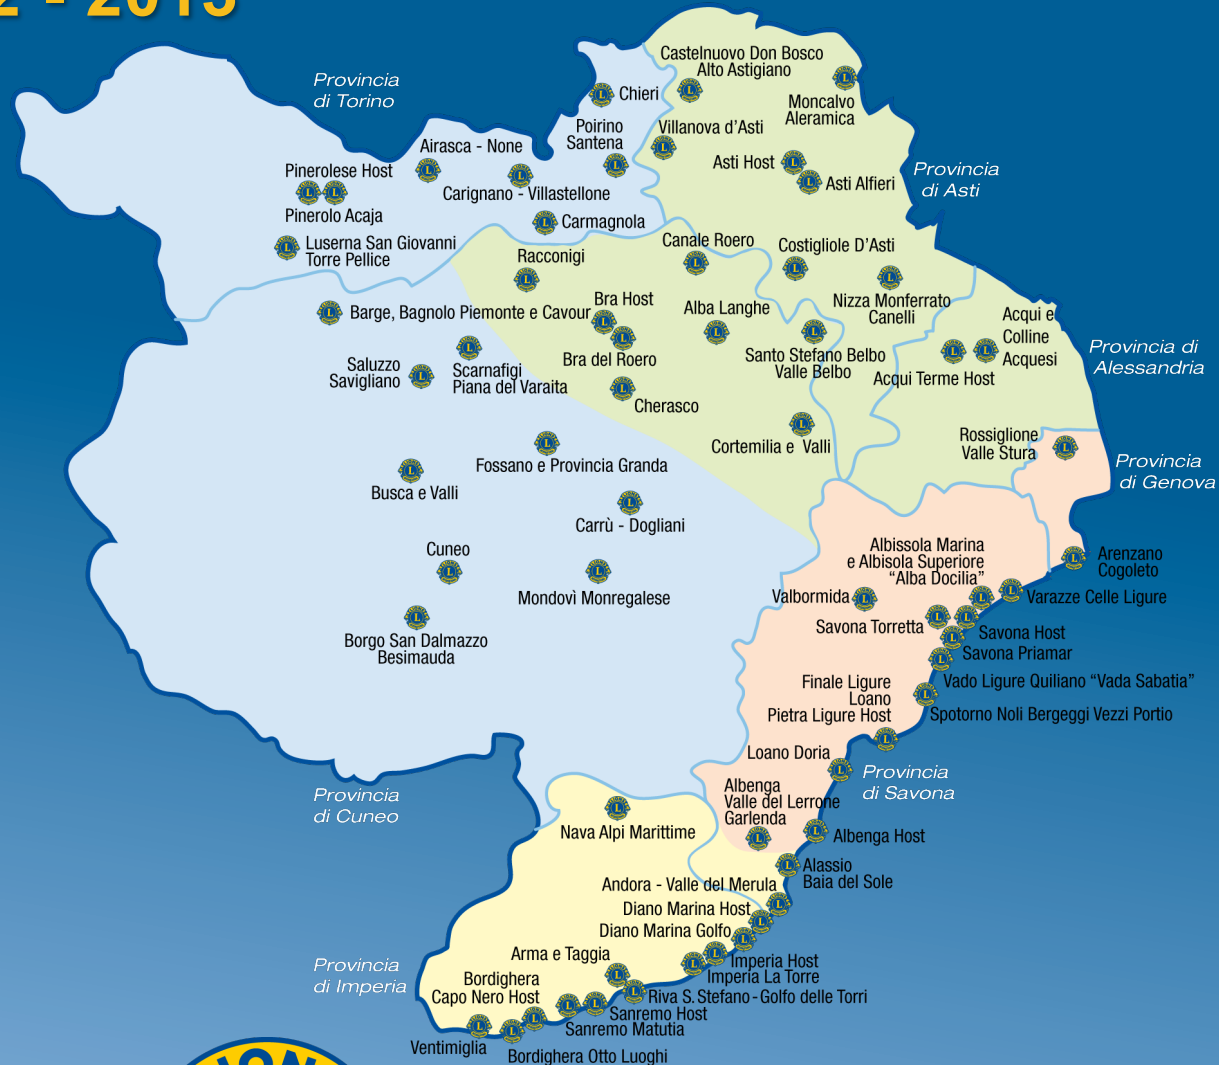 2 - 2013
Provincia
di Torino
Castelnuovo Don Bosco
Alto Astigiano
Chieri
Moncalvo
Aleramica
Poirino
Santena
Villanova d'Asti
Airasca - None
Asti Host
Asti Alfieri
Provincia
di Asti
Pinerolese Host
Carignano - Villastellone
Pinerolo Acaja
Carmagnola
Luserna San Giovanni
Torre Pellice
Canale Roero
Costigliole D'Asti
Racconigi
Nizza Monferrato
Canelli
Barge, Bagnolo Piemonte e Cavour
Bra Host
Alba Langhe
Acqui e
Colline
Acquesi
Bra del Roero
Santo Stefano Belbo
Valle Belbo
Acqui Terme Host
Provincia di
Alessandria
Saluzzo
Savigliano
Scarnafigi
Piana del Varaita
Cherasco
Cortemilia e Valli
Rossiglione
Valle Stura
Provincia
di Genova
Fossano e Provincia Granda
Busca e Valli
Carrù - Dogliani
Cuneo
Albissola Marina
e Albisola Superiore
“Alba Docilia”
Arenzano
Cogoleto
Mondovì Monregalese
Valbormida
Varazze Celle Ligure
Borgo San Dalmazzo
Besimauda
Savona Torretta
Savona Host
Savona Priamar
Finale Ligure
Loano
Pietra Ligure Host
Vado Ligure Quiliano “Vada Sabatia”
Spotorno Noli Bergeggi Vezzi Portio
Loano Doria
Provincia
di Savona
Provincia
di Cuneo
Albenga
Valle del Lerrone
Garlenda
Nava Alpi Marittime
Albenga Host
Alassio
Baia del Sole
Andora - Valle del Merula
Diano Marina Host
Diano Marina Golfo
Arma e Taggia
Imperia Host
Imperia La Torre
Provincia
di Imperia
Bordighera
Capo Nero Host
Riva S. Stefano - Golfo delle Torri
Sanremo Host
Sanremo Matutia
Ventimiglia
Bordighera Otto Luoghi
ION